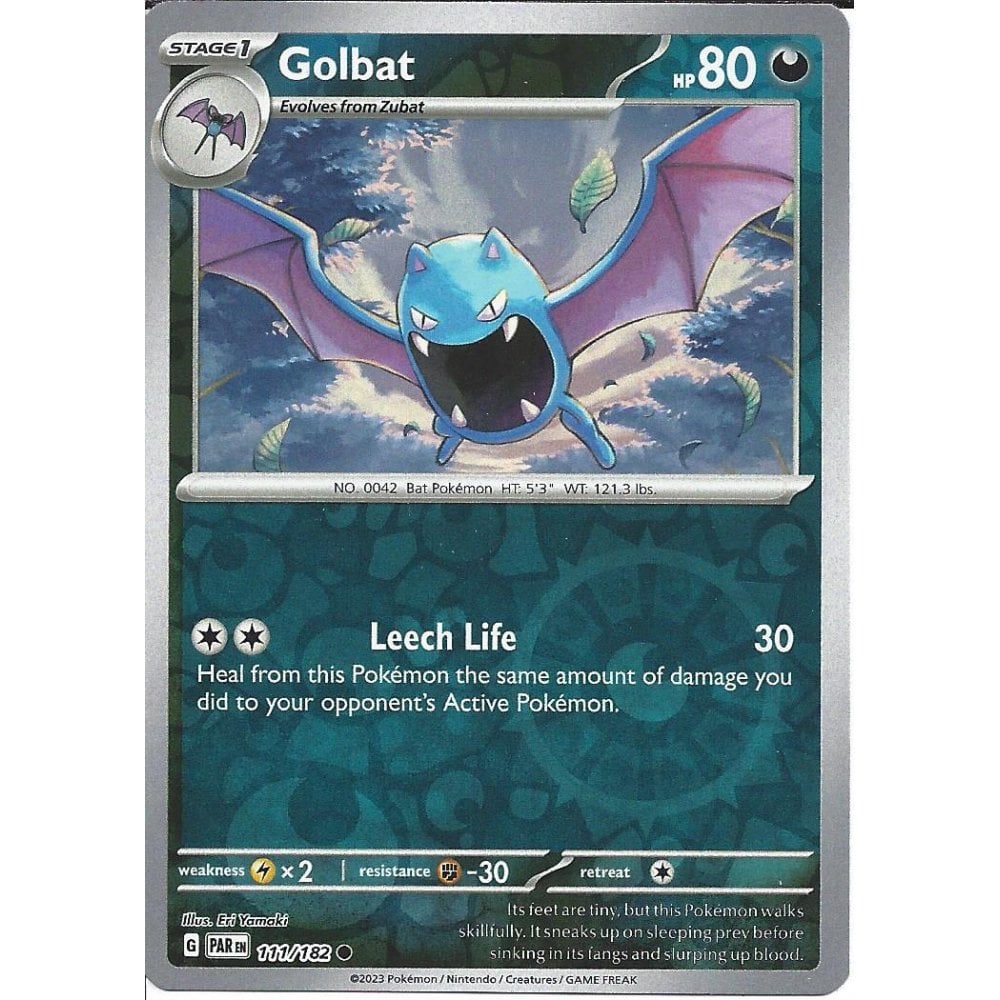 STAGE1
Golbat
HP80
Evolves from Zubat
NO. 0042 Bat Pokémon HT: 5'3" WT: 121.3 lbs.
Leech Life 30
Heal from this Pokémon the same amount of damage you
did to your opponent's Active Pokémon.
weakness ×2 resistance -30 retreat
Illus. Eri Yamaki
Its feet are tiny, but this Pokémon walks
skillfully. It sneaks up on sleeping prey before
sinking in its fangs and slurping up blood.
G PAR EN 111/182
©2023 Pokémon / Nintendo / Creatures / GAME FREAK